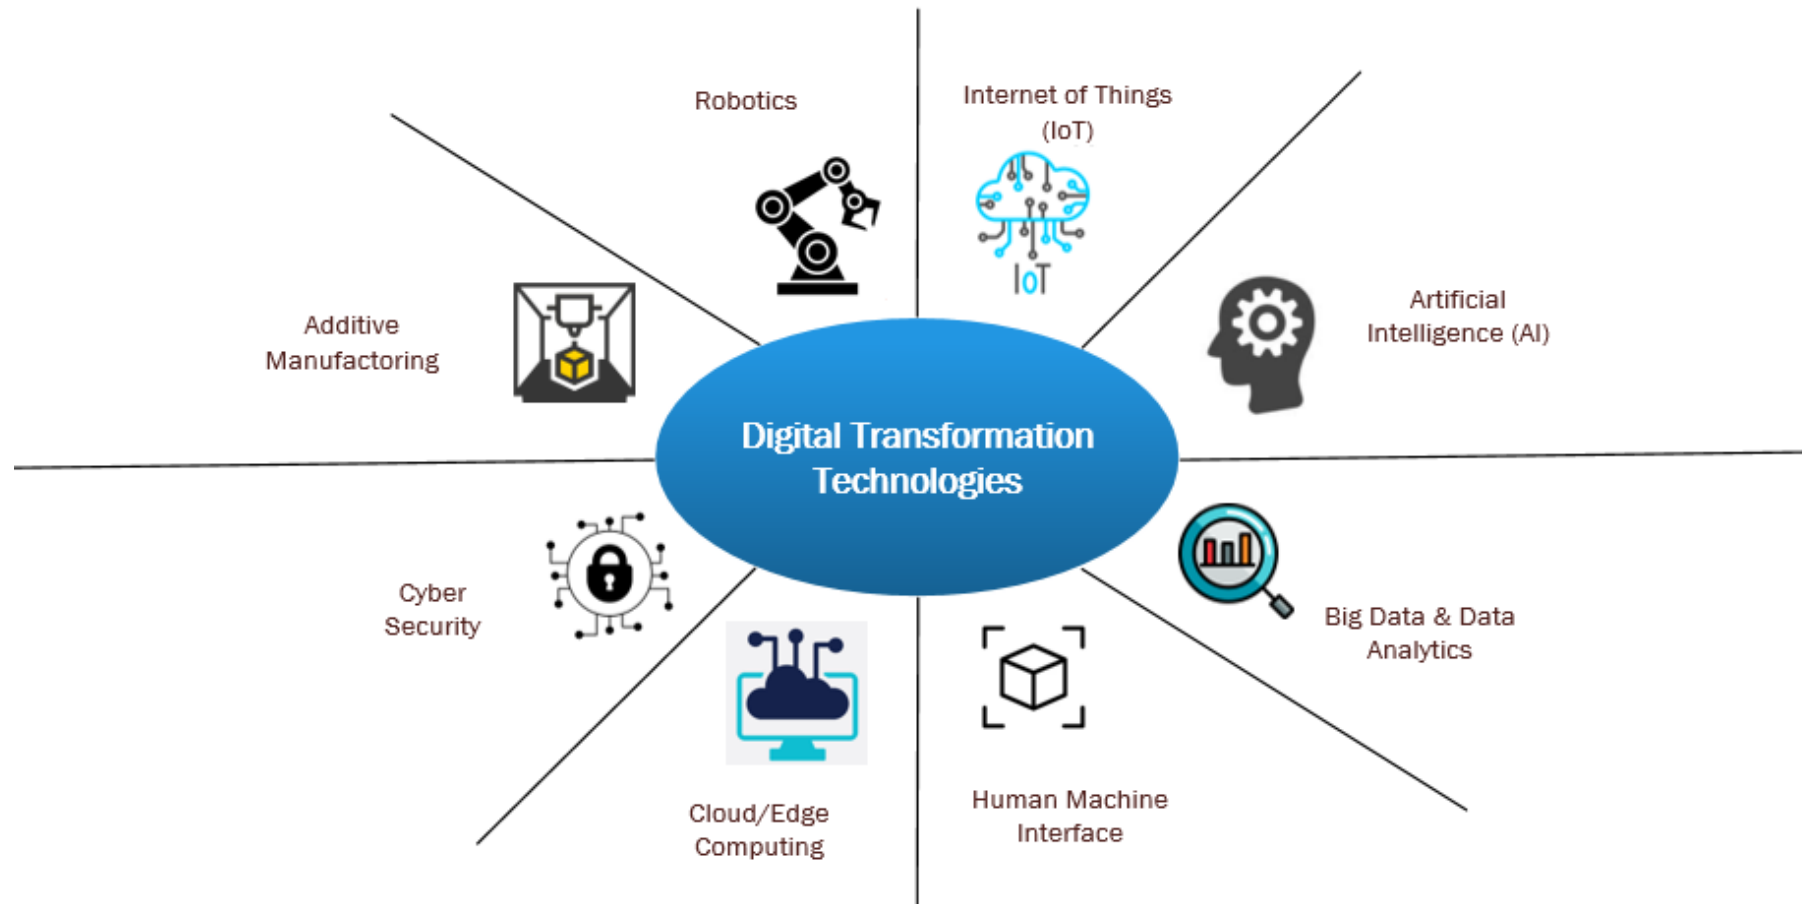 Robotics
Internet of Things
(IoT)
IoT
Artificial
Intelligence (AI)
Additive
Manufactoring
Digital Transformation
Technologies
Cyber
Security
Big Data & Data
Analytics
Cloud/Edge
Computing
Human Machine
Interface